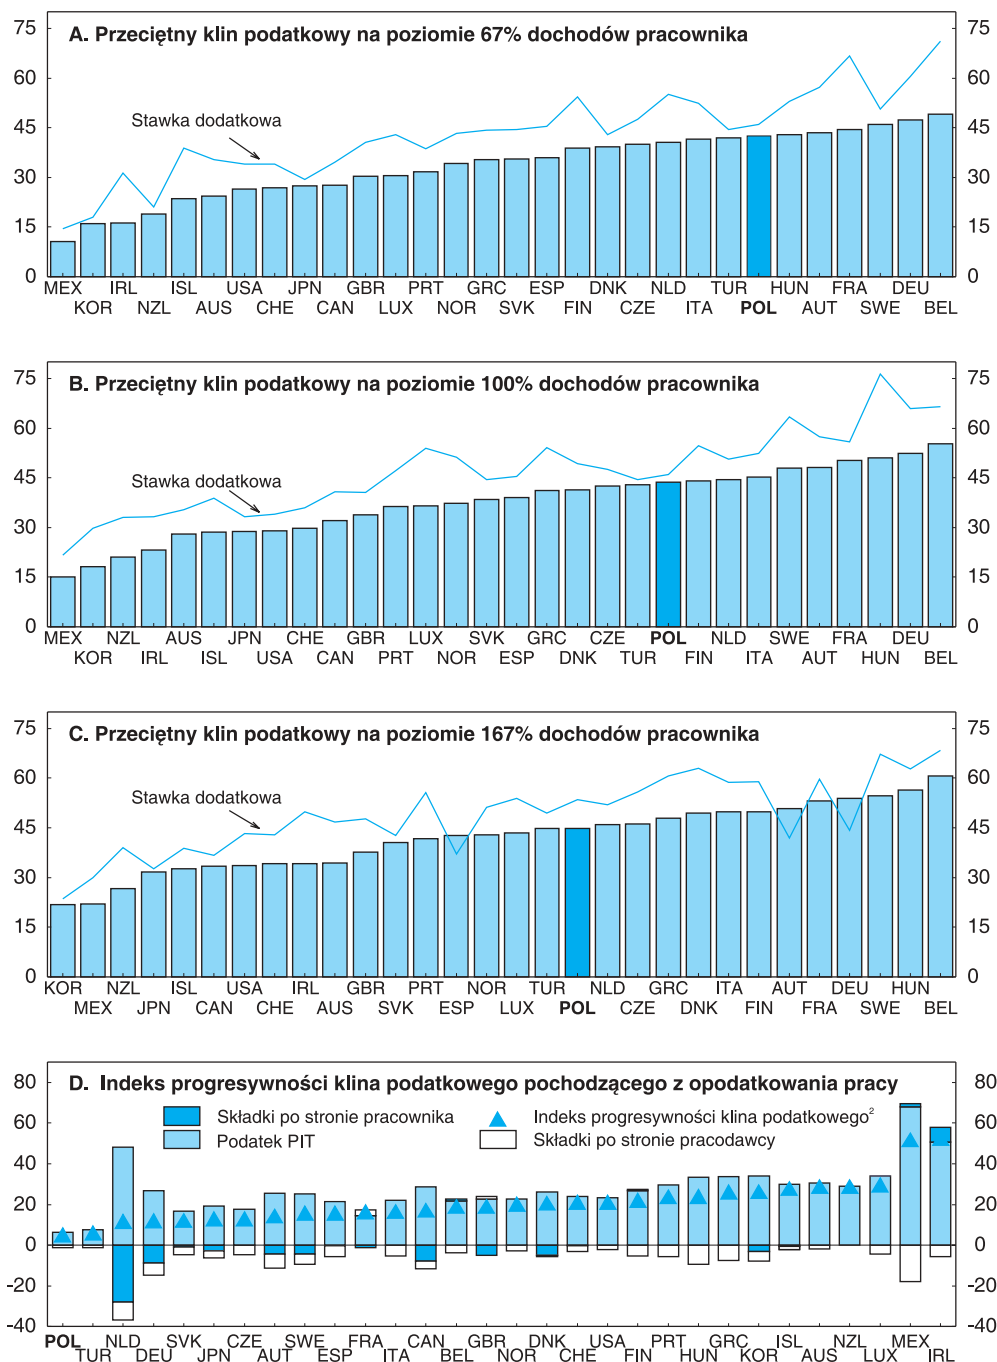 A. Przeciętny klin podatkowy na poziomie 67% dochodów pracownika
75 75
60 60
45 45
30 30
15 15
0 0
Stawka dodatkowa
MEX IRL ISL USA JPN GBR PRT GRC ESP DNK NLD TUR HUN FRA DEU
KOR NZL AUS CHE CAN LUX NOR SVK FIN CZE ITA POL AUT SWE BEL
B. Przeciętny klin podatkowy na poziomie 100% dochodów pracownika
75 75
60 60
45 45
30 30
15 15
0 0
Stawka dodatkowa
MEX NZL AUS JPN CHE GBR LUX SVK GRC CZE POL NLD SWE FRA DEU
KOR IRL ISL USA CAN PRT NOR ESP DNK TUR FIN ITA AUT HUN BEL
C. Przeciętny klin podatkowy na poziomie 167% dochodów pracownika
75 75
60 60
45 45
30 30
15 15
0 0
Stawka dodatkowa
KOR NZL ISL USA IRL GBR PRT NOR TUR NLD GRC ITA AUT DEU HUN
MEX JPN CAN CHE AUS SVK ESP LUX POL CZE DNK FIN FRA SWE BEL
D. Indeks progresywności klina podatkowego pochodzącego z opodatkowania pracy
80 80
60 60
40 40
20 20
0 0
-20 -20
-40 -40
Składki po stronie pracownika
Indeks progresywności klina podatkowego²
Podatek PIT
Składki po stronie pracodawcy
POL NLD SVK CZE SWE FRA CAN GBR DNK USA PRT GRC ISL NZL MEX
TUR DEU JPN AUT ESP ITA BEL NOR CHE FIN HUN KOR AUS LUX IRL